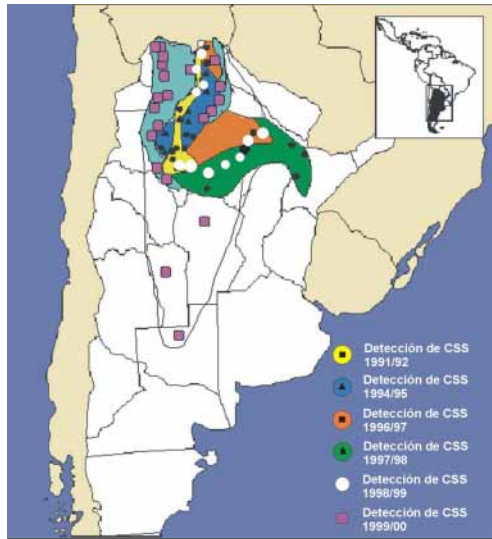 Detección de CSS
1991/92
Detección de CSS
1994/95
Detección de CSS
1996/97
Detección de CSS
1997/98
Detección de CSS
1998/99
Detección de CSS
1999/00